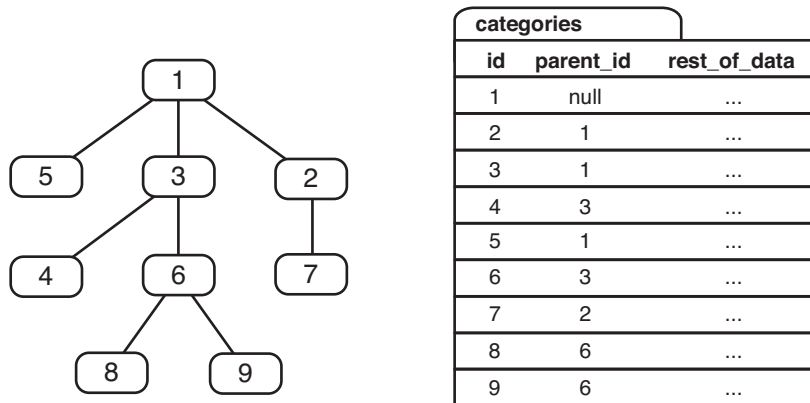 1
5 3 2
4 6 7
8 9
categories
id parent_id rest_of_data
1 null ...
2 1 ...
3 1 ...
4 3 ...
5 1 ...
6 3 ...
7 2 ...
8 6 ...
9 6 ...